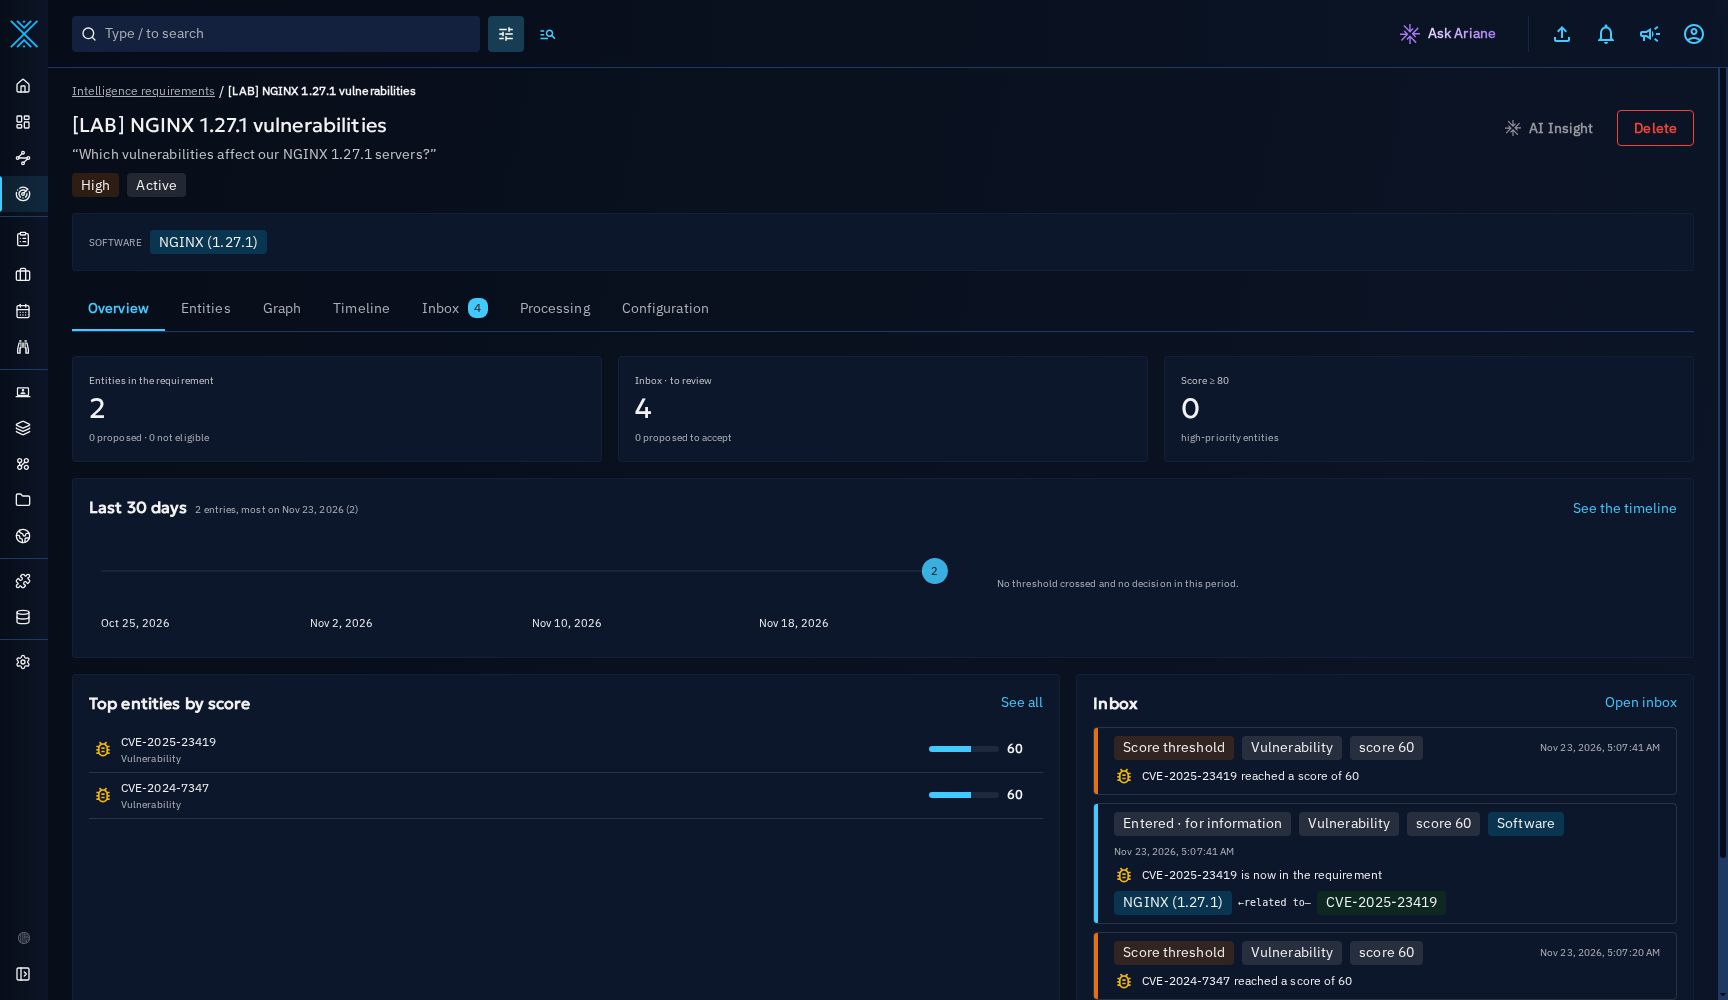 Type / to search
Ask Ariane
Intelligence requirements / [LAB] NGINX 1.27.1 vulnerabilities
[LAB] NGINX 1.27.1 vulnerabilities
AI Insight
Delete
“Which vulnerabilities affect our NGINX 1.27.1 servers?”
High
Active
SOFTWARE
NGINX (1.27.1)
Overview
Entities
Graph
Timeline
Inbox 4
Processing
Configuration
Entities in the requirement
2
0 proposed · 0 not eligible
Inbox · to review
4
0 proposed to accept
Score ≥ 80
0
high-priority entities
Last 30 days
2 entries, most on Nov 23, 2026 (2)
See the timeline
2
No threshold crossed and no decision in this period.
Oct 25, 2026
Nov 2, 2026
Nov 10, 2026
Nov 18, 2026
Top entities by score
See all
CVE-2025-23419
Vulnerability
60
CVE-2024-7347
Vulnerability
60
Inbox
Open inbox
Score threshold
Vulnerability
score 60
Nov 23, 2026, 5:07:41 AM
CVE-2025-23419 reached a score of 60
Entered · for information
Vulnerability
score 60
Software
Nov 23, 2026, 5:07:41 AM
CVE-2025-23419 is now in the requirement
NGINX (1.27.1) ←related to— CVE-2025-23419
Score threshold
Vulnerability
score 60
Nov 23, 2026, 5:07:20 AM
CVE-2024-7347 reached a score of 60